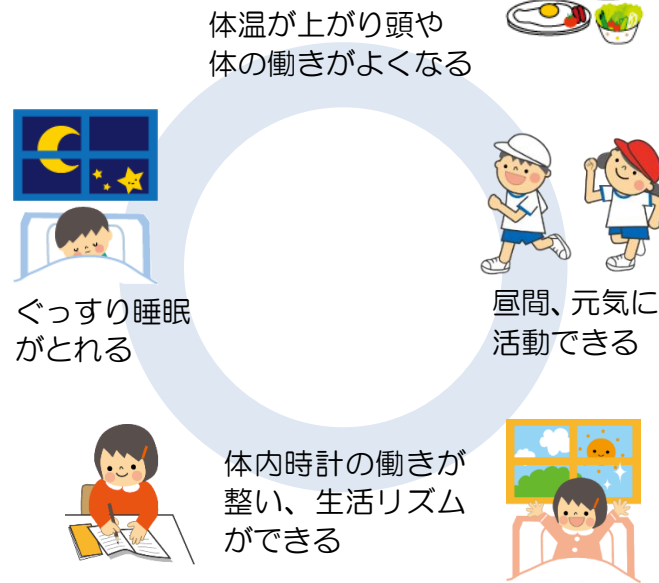 体温が上がり頭や
体の働きがよくなる
昼間、元気に
活動できる
体内時計の働きが
整い、生活リズム
ができる
ぐっすり睡眠
がとれる